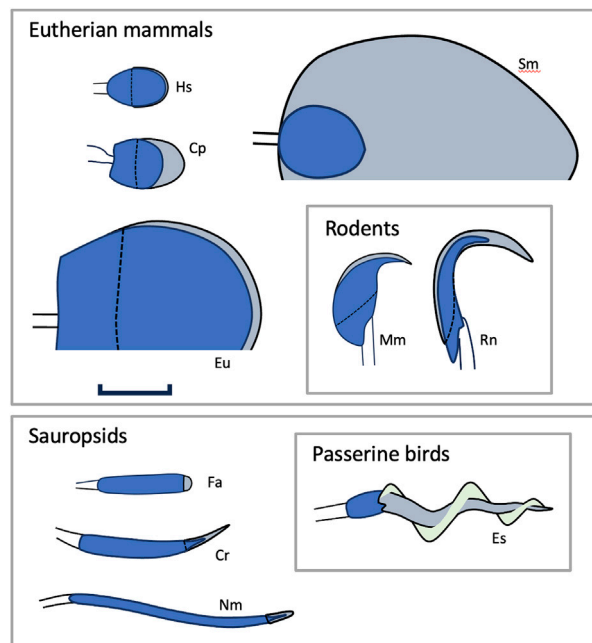 Eutherian mammals
Sm
Hs
Cp
Rodents
Mm
Rn
Eu
Sauropsids
Passerine birds
Fa
Es
Cr
Nm